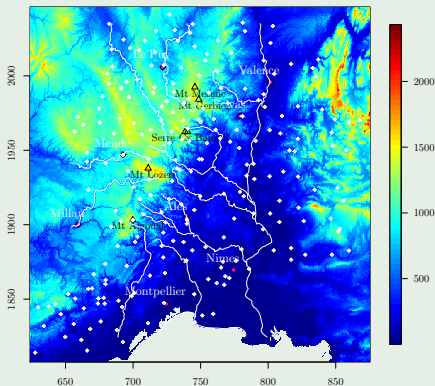 Valence
Mt Mezenc
Mt Gerbier
Mende
Mt Lozere
Alès
Millau
Mt Aigoual
Nimes
Montpellier
2000
1950
1900
1850
650
700
750
800
850
2000
1500
1000
500